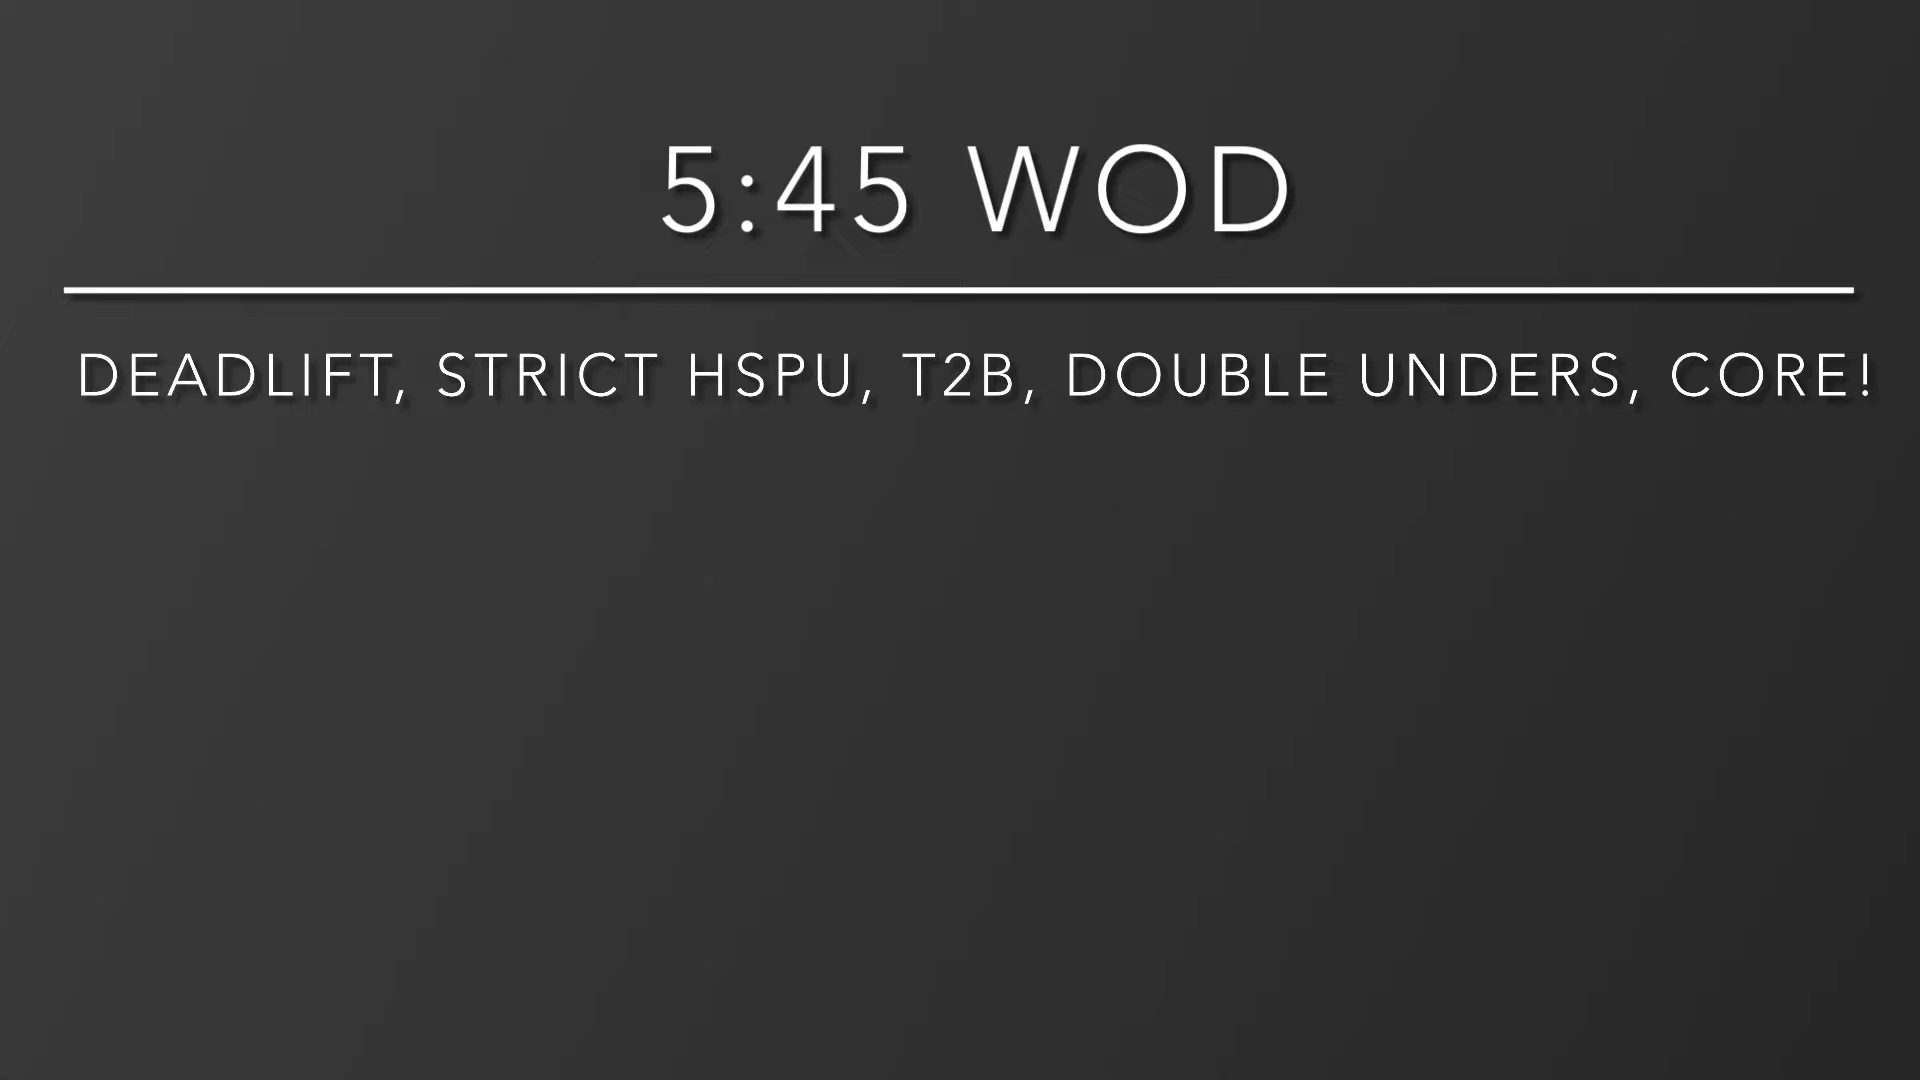 5:45 WOD
DEADLIFT, STRICT HSPU, T2B, DOUBLE UNDERS, CORE!